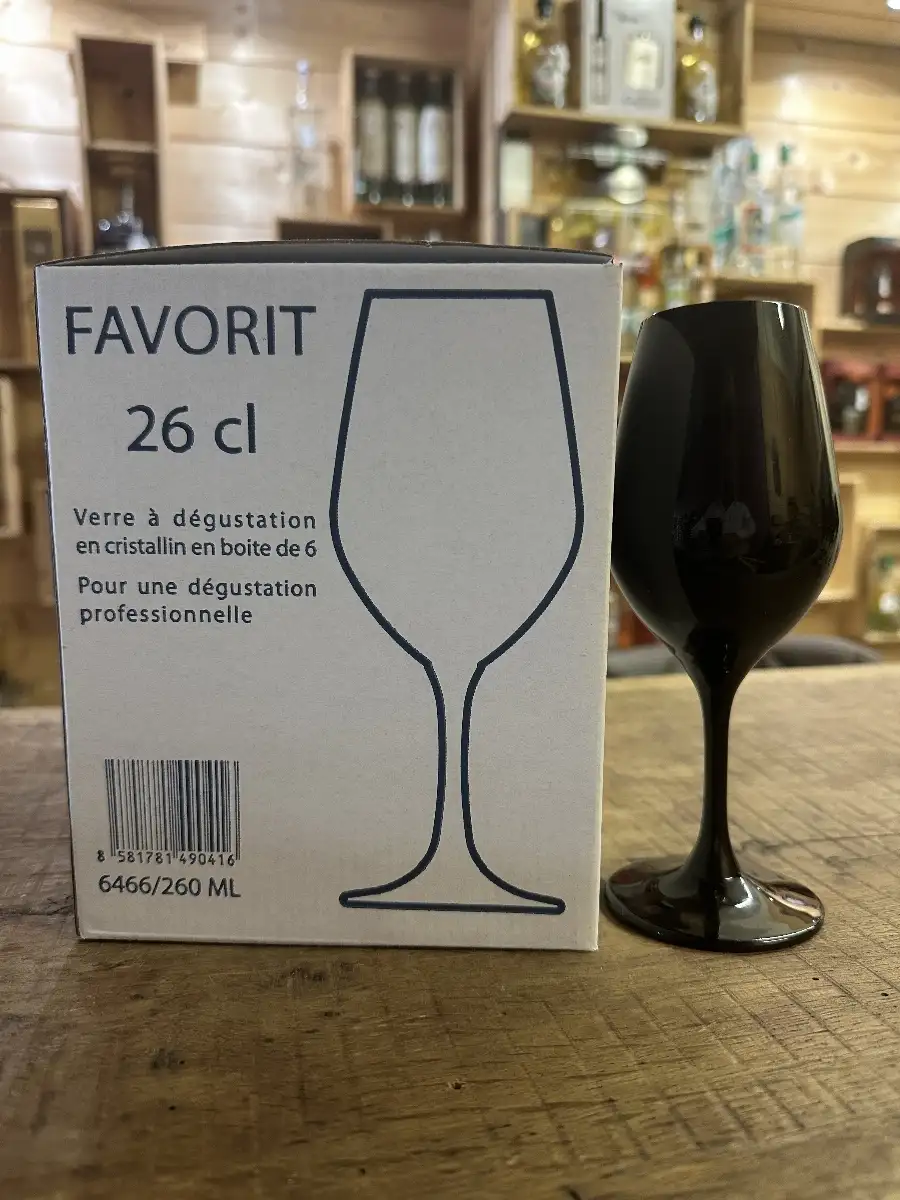 FAVORIT
26 cl
Verre à dégustation
en cristallin en boite de 6
Pour une dégustation
professionnelle
8 581781 490416
6466/260 ML